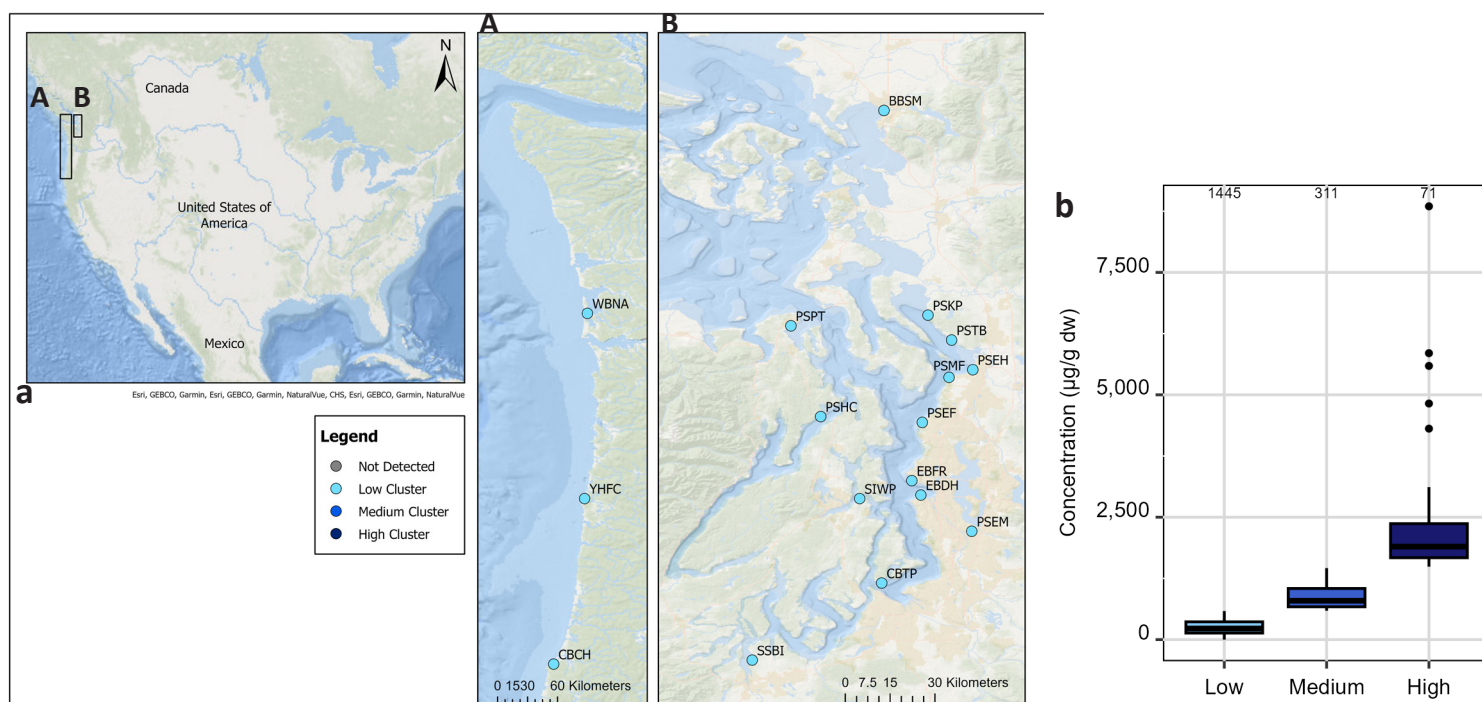 A
B
N
Canada
A
B
United States of
America
Mexico
a
Esri, GEBCO, Garmin, Esri, GEBCO, Garmin, NaturalVue, CHS, Esri, GEBCO, Garmin, NaturalVue
Legend
Not Detected
Low Cluster
Medium Cluster
High Cluster
WBNA
YHFC
CBCH
0 1530 60 Kilometers
BBSM
PSKP
PSPT
PSTB
PSEH
PSMF
PSHC
PSEF
EBFR
SIWP
EBDH
PSEM
CBTP
SSBI
0 7.5 15 30 Kilometers
b
1445 311 71
7,500
5,000
2,500
0
Concentration (µg/g dw)
Low Medium High